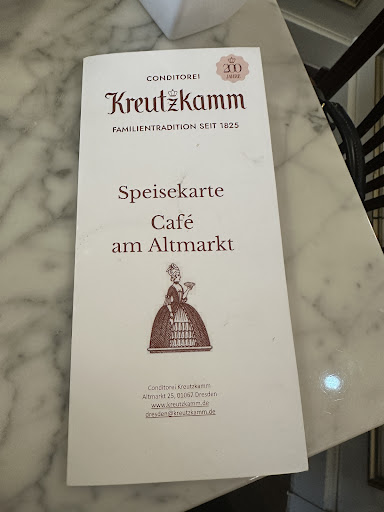 CONDITOREI
300
JAHRE
Kreutzkamm
FAMILIENTRADITION SEIT 1825
Speisekarte
Café
am Altmarkt
Conditorei Kreutzkamm
Altmarkt 25, 01067 Dresden
www.kreutzkamm.de
dresden@kreutzkamm.de